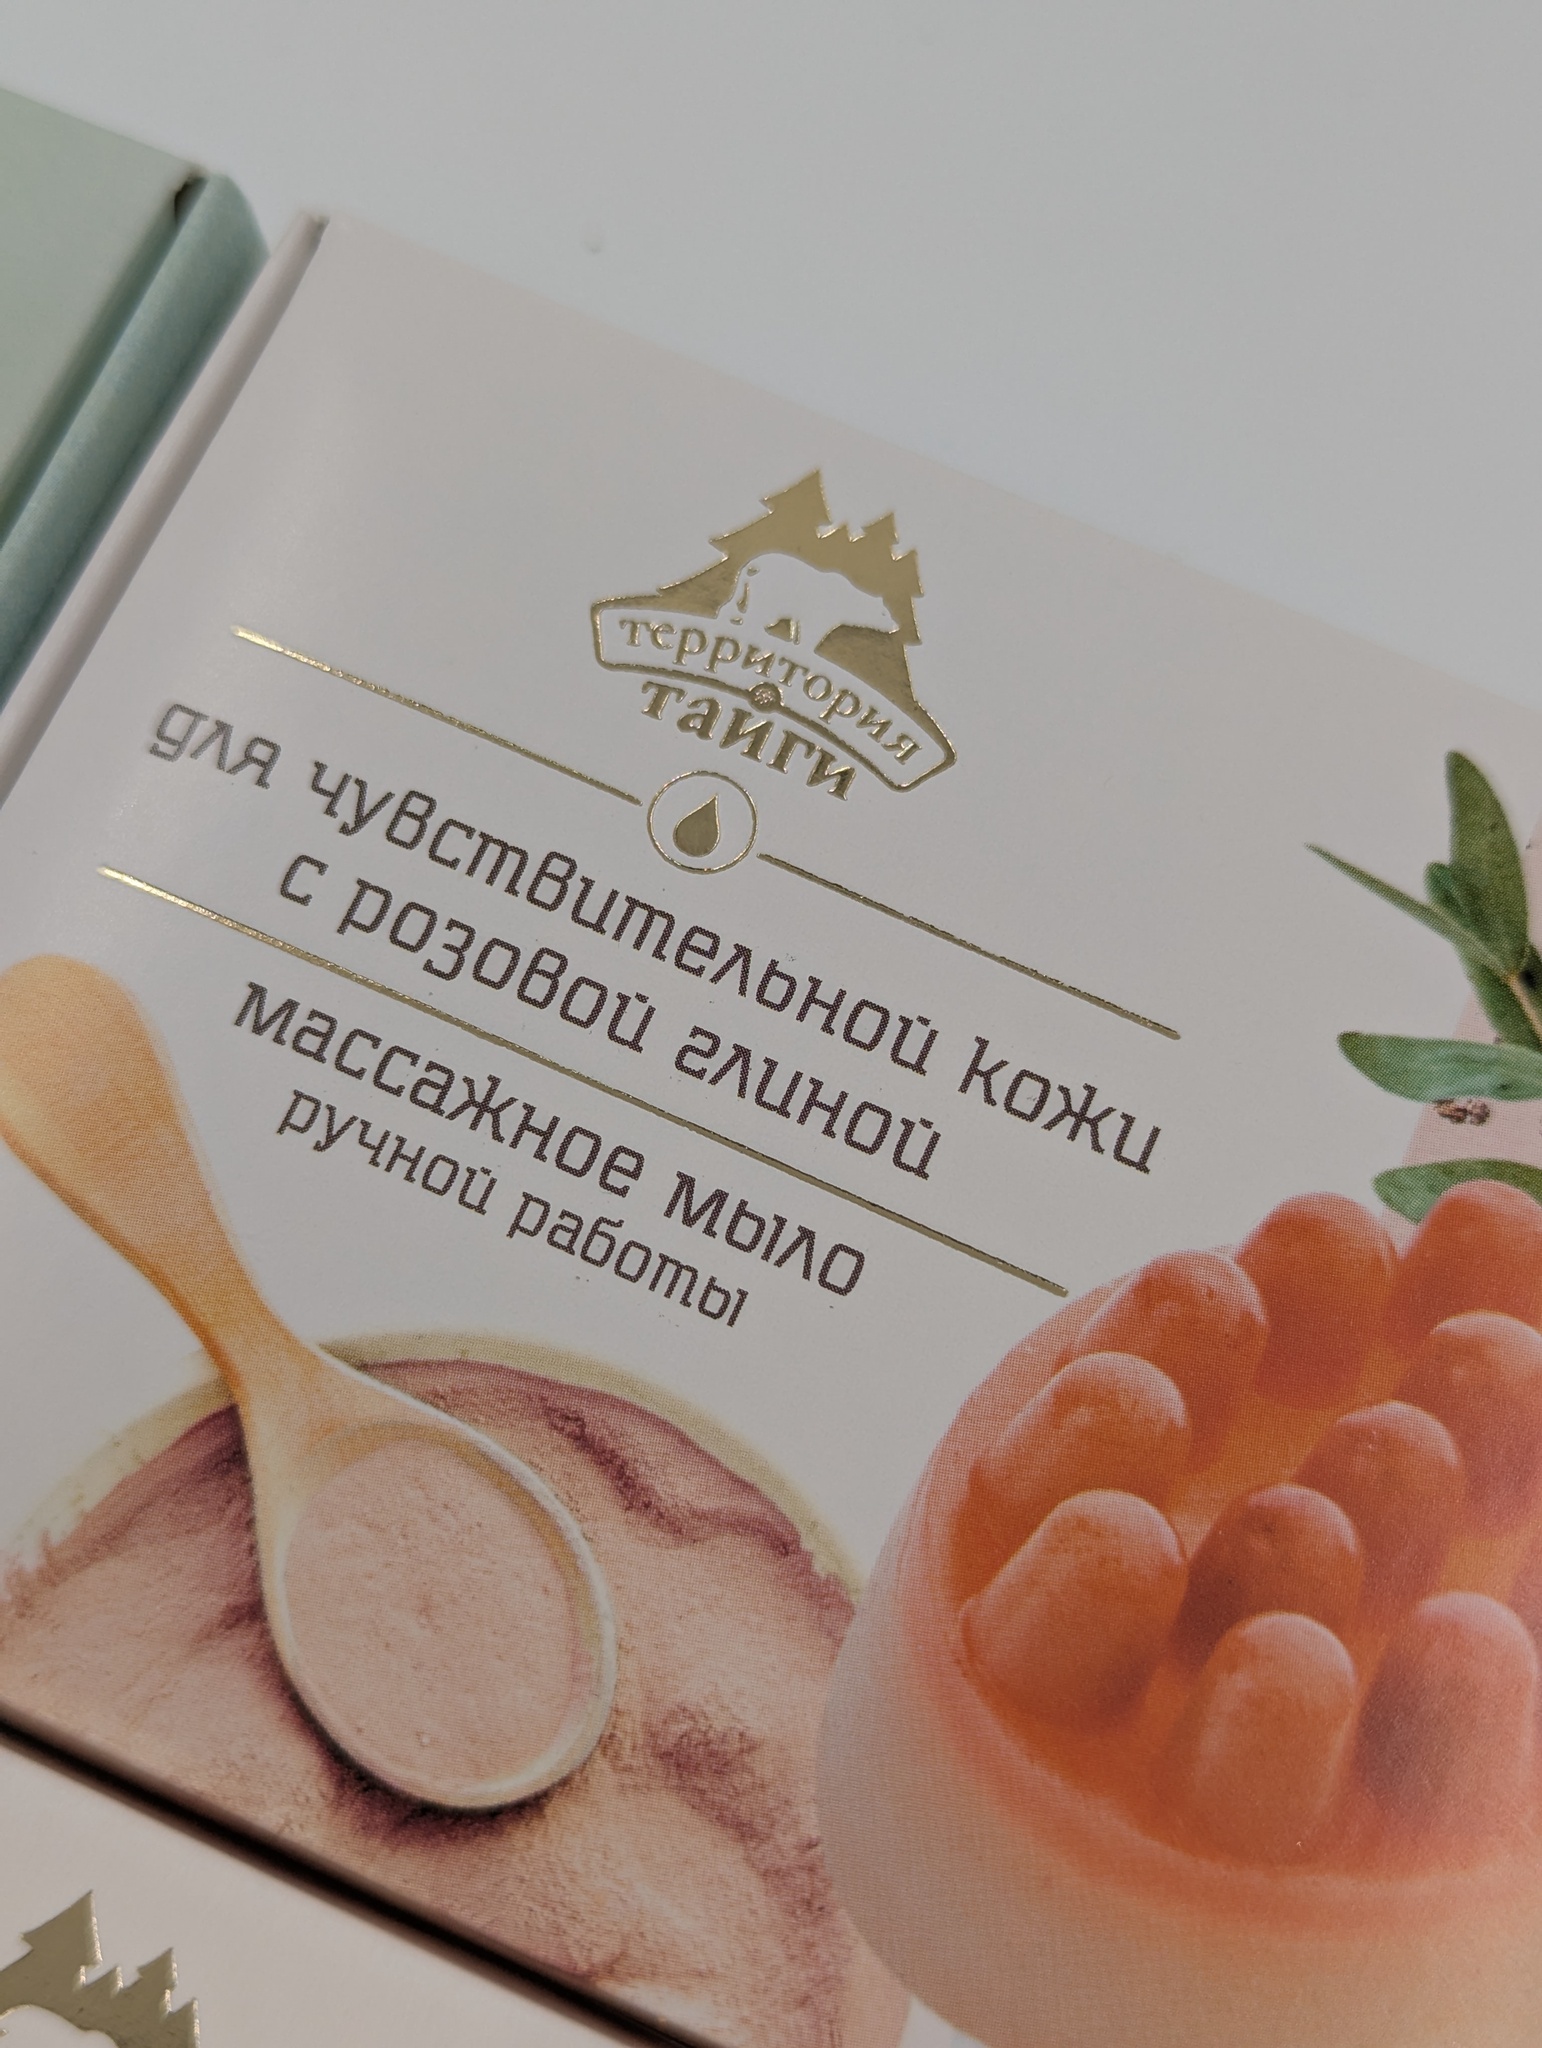 территория
тайги
для чувствительной кожи
с розовой глиной
массажное мыло
ручной работы